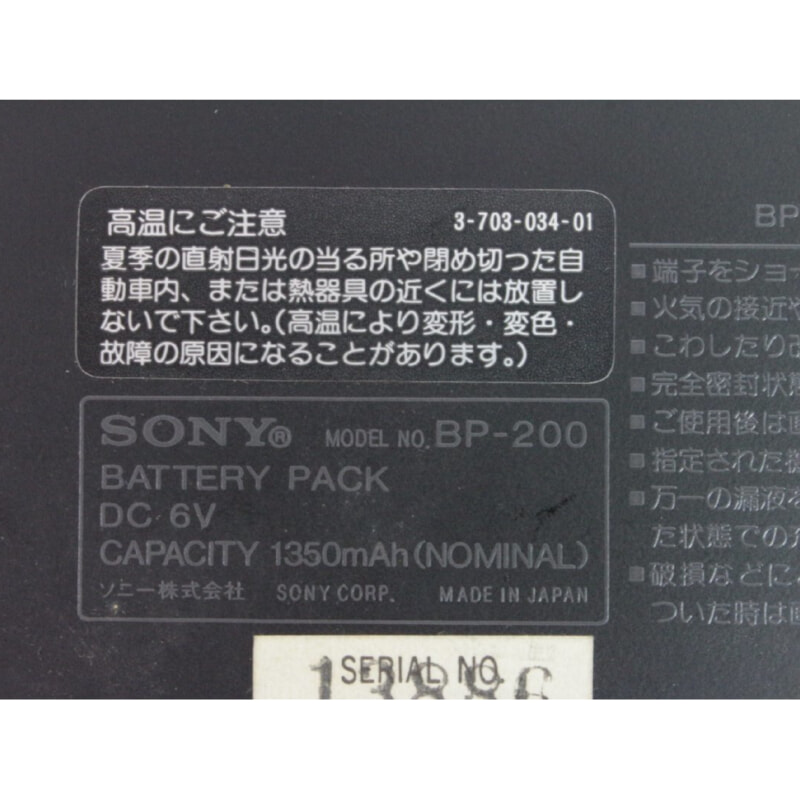 高温にご注意 3-703-034-01
夏季の直射日光の当る所や閉め切った自
動車内、または熱器具の近くには放置し
ないで下さい。(高温により変形・変色・
故障の原因になることがあります。)
SONY® MODEL NO. BP-200
BATTERY PACK
DC 6V
CAPACITY 1350mAh (NOMINAL)
ソニー株式会社 SONY CORP. MADE IN JAPAN
BP
■端子をショ
■火気の接近や
■こわしたり
■完全密封状態
■ご使用後は
■指定された
■万一の漏液
た状態での
■破損などに
ついた時は
SERIAL NO.
13886